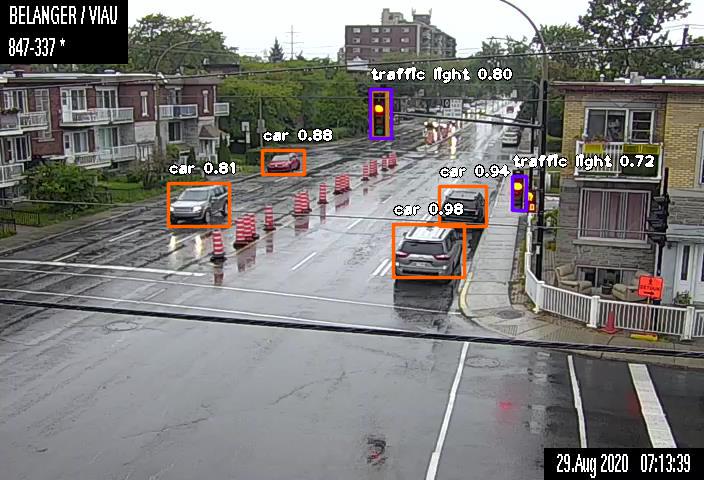 BELANGER / VIAU
847-337 *
traffic light 0.80
car 0.88
car 0.81
car 0.94
traffic light 0.72
car 0.98
DETOUR
29.Aug 2020 07:13:39